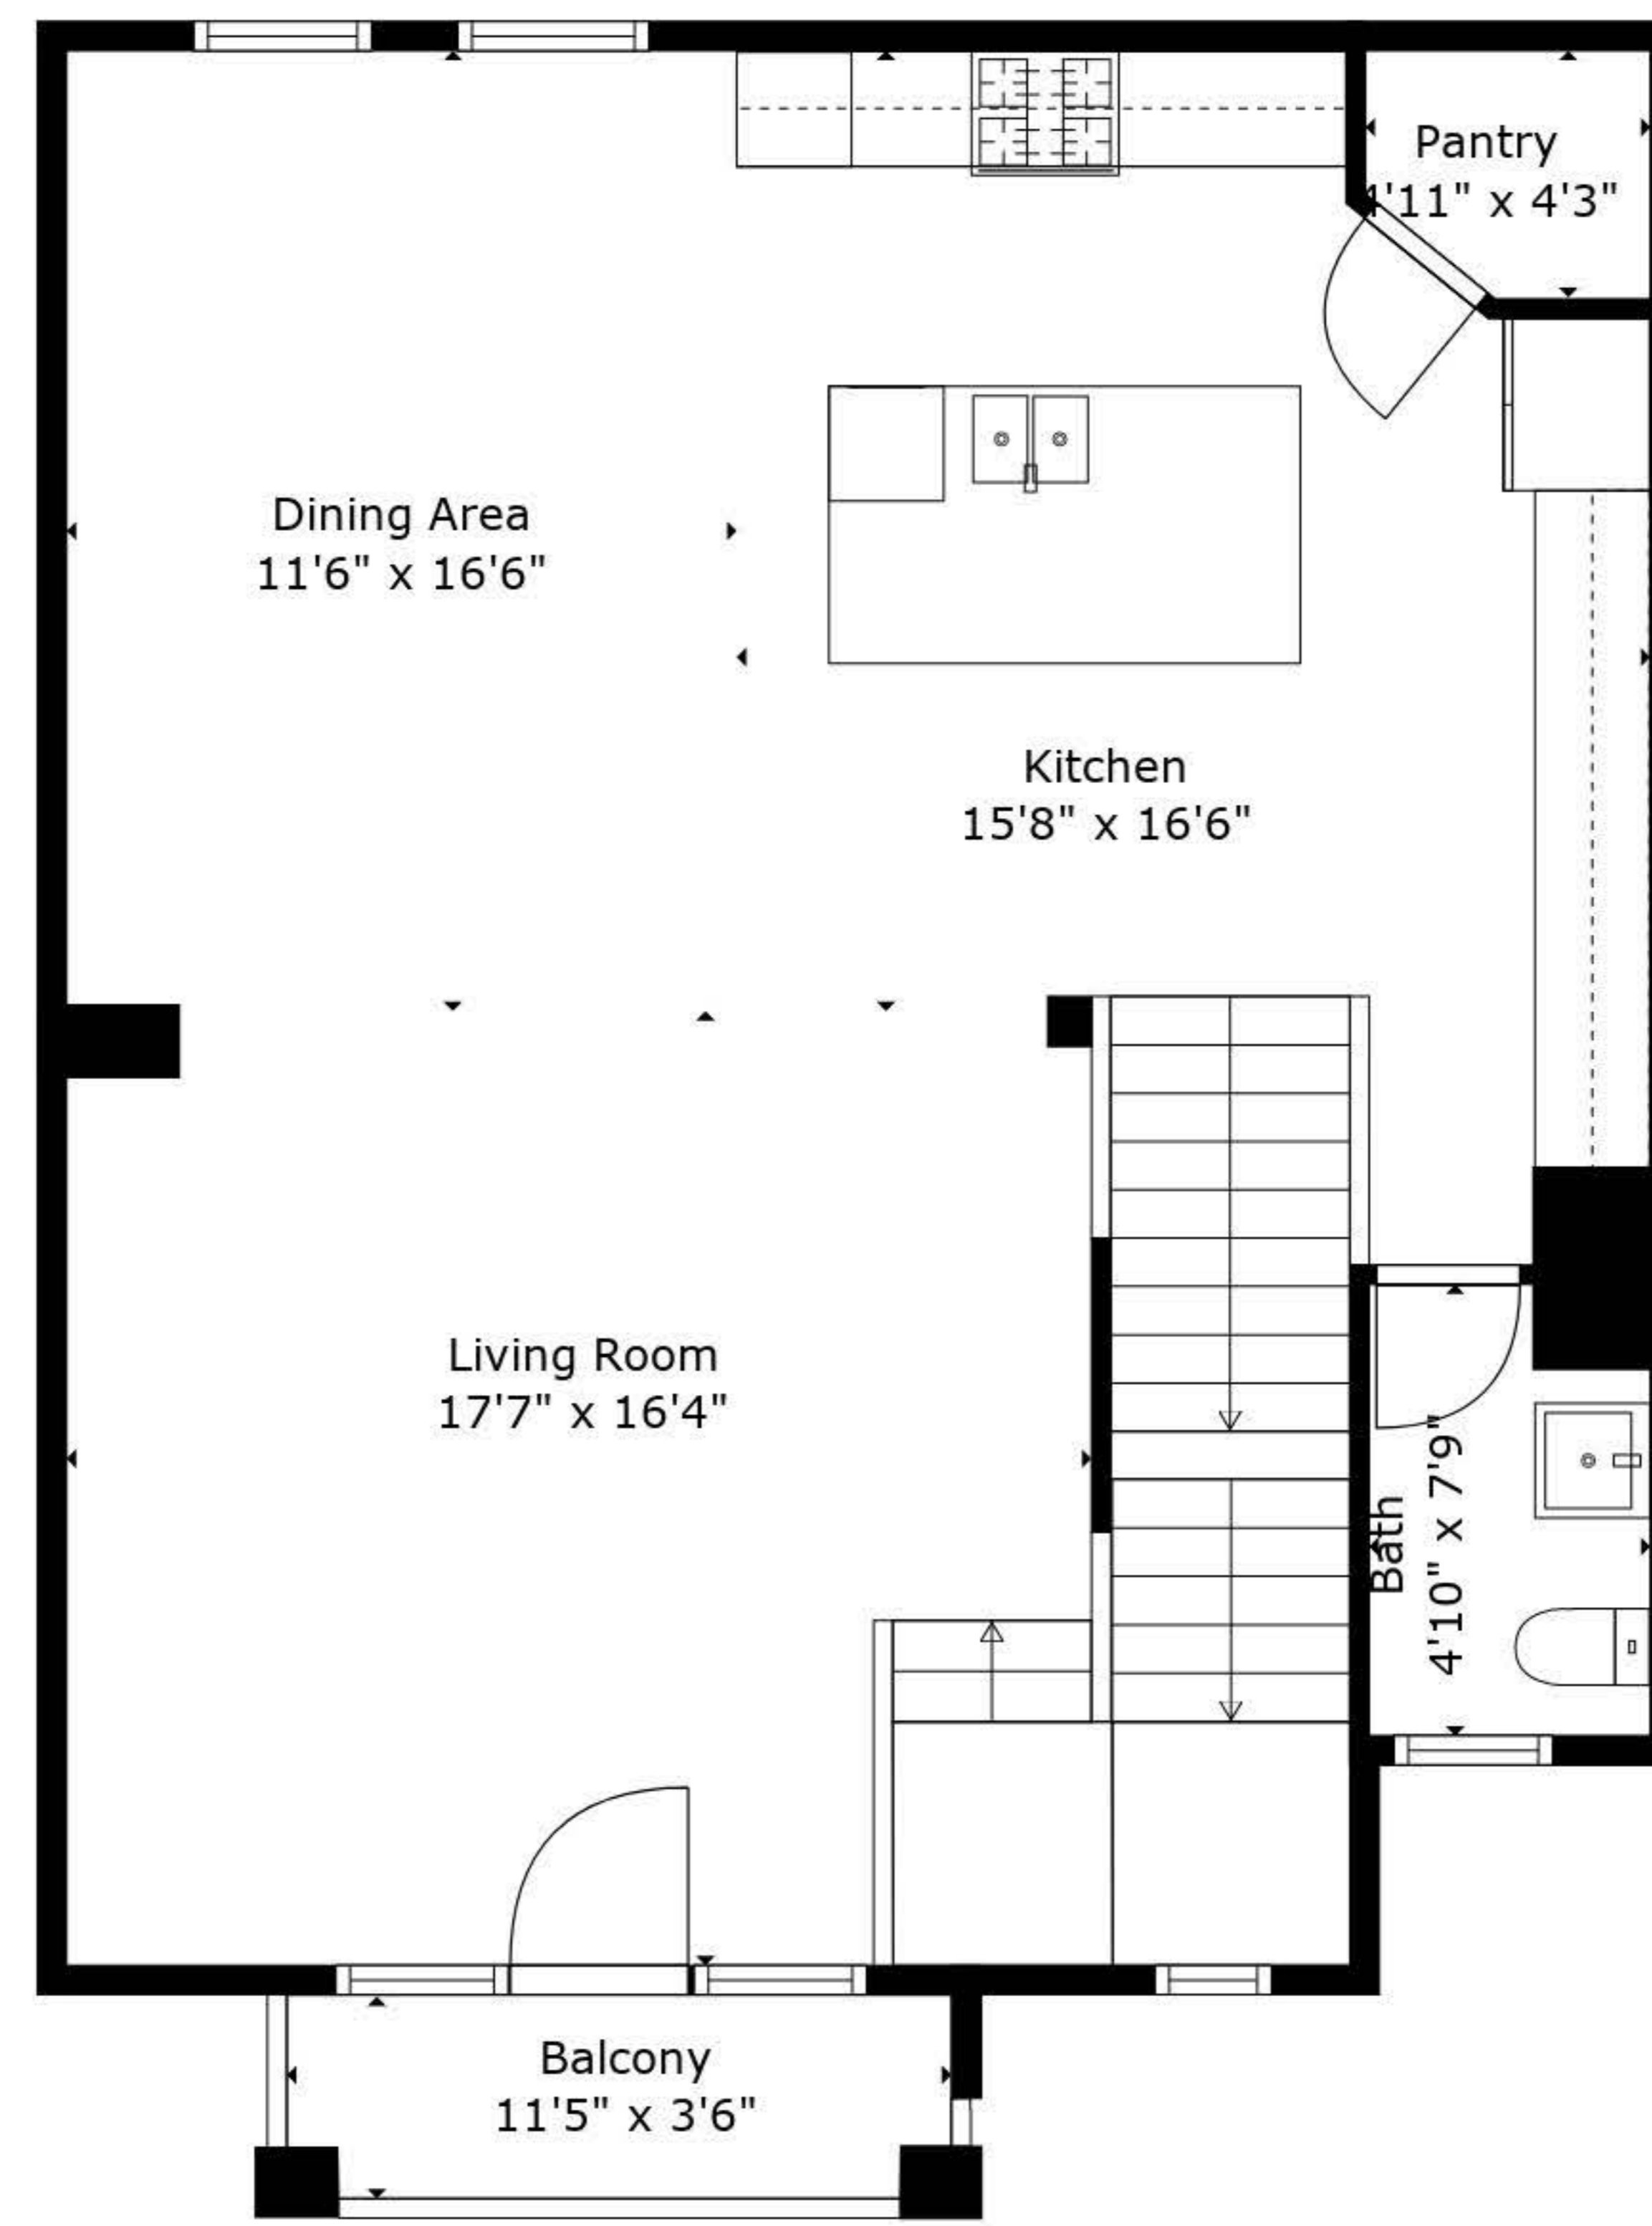 Pantry
4'11" x 4'3"
Dining Area
11'6" x 16'6"
Kitchen
15'8" x 16'6"
Living Room
17'7" x 16'4"
Bath
4'10" x 7'9"
Balcony
11'5" x 3'6"